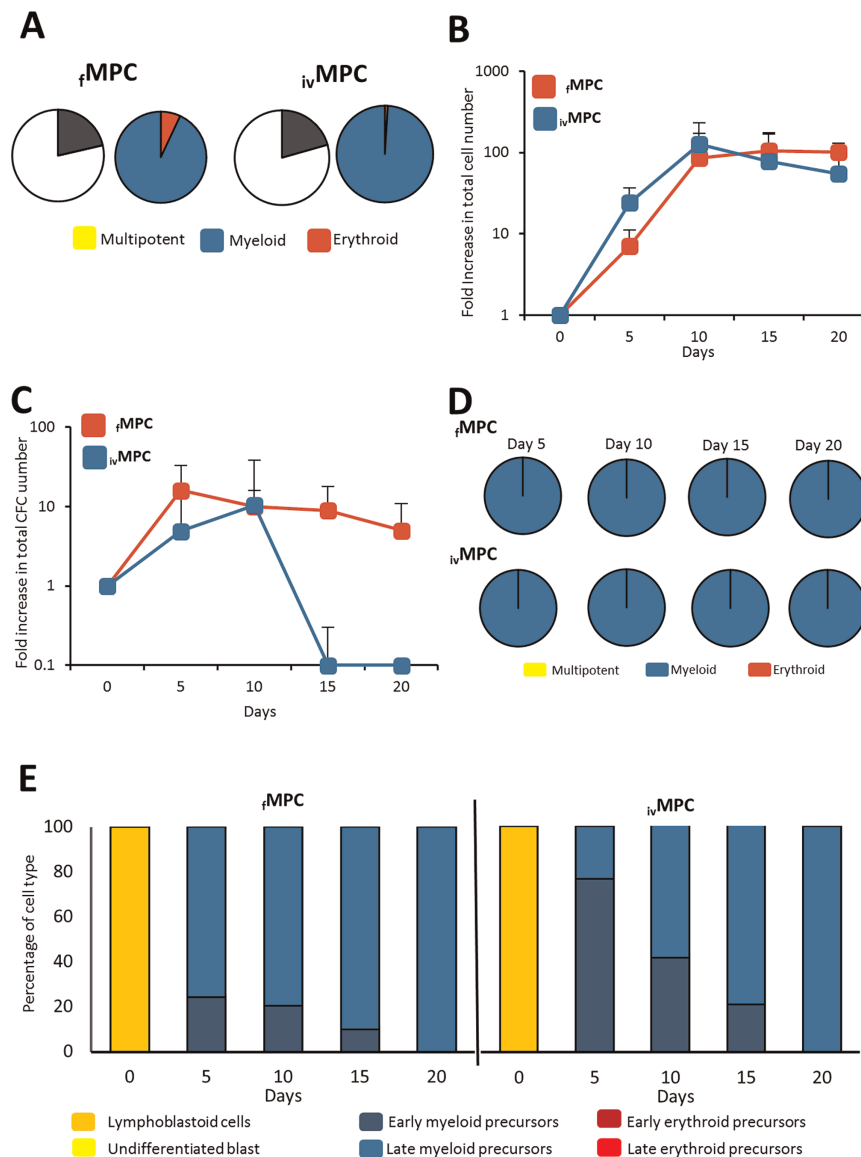 A
fMPC
ivMPC
Multipotent
Myeloid
Erythroid
B
Fold Increase in total cell number
1000
100
10
1
fMPC
ivMPC
0 5 10 15 20
Days
C
Fold increase in total CFC uumber
100
10
1
0.1
fMPC
ivMPC
0 5 10 15 20
Days
D
fMPC
Day 5 Day 10 Day 15 Day 20
ivMPC
Multipotent
Myeloid
Erythroid
E
fMPC
ivMPC
Percentage of cell type
100
80
60
40
20
0
0 5 10 15 20 0 5 10 15 20
Days Days
Lymphoblastoid cells
Early myeloid precursors
Early erythroid precursors
Undifferentiated blast
Late myeloid precursors
Late erythroid precursors